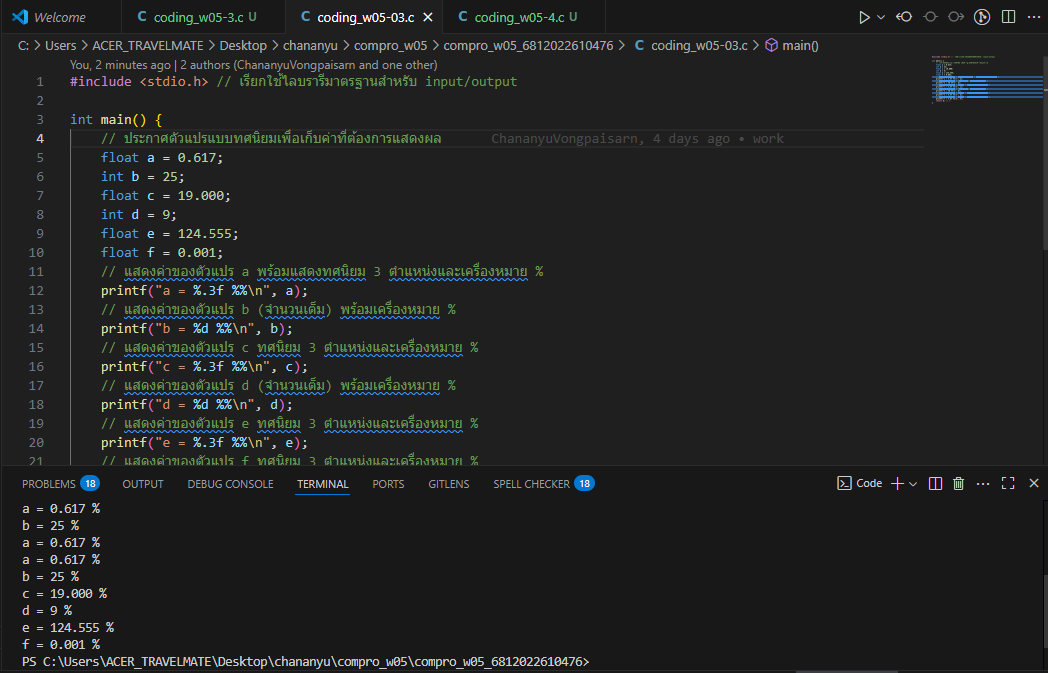 Welcome
C coding_w05-3.c U
C coding_w05-03.c
C coding_w05-4.c U
C: > Users > ACER_TRAVELMATE > Desktop > chananyu > compro_w05 > compro_w05_6812022610476 > C coding_w05-03.c > main()
You, 2 minutes ago | 2 authors (ChananyuVongpaisarn and one other)
1 #include <stdio.h> // เรียกใช้ไลบรารีมาตรฐานสำหรับ input/output
2
3 int main() {
4 // ประกาศตัวแปรแบบทศนิยมเพื่อเก็บค่าที่ต้องการแสดงผล ChananyuVongpaisarn, 4 days ago • work
5 float a = 0.617;
6 int b = 25;
7 float c = 19.000;
8 int d = 9;
9 float e = 124.555;
10 float f = 0.001;
11 // แสดงค่าของตัวแปร a พร้อมแสดงทศนิยม 3 ตำแหน่งและเครื่องหมาย %
12 printf("a = %.3f %%\n", a);
13 // แสดงค่าของตัวแปร b (จำนวนเต็ม) พร้อมเครื่องหมาย %
14 printf("b = %d %%\n", b);
15 // แสดงค่าของตัวแปร c ทศนิยม 3 ตำแหน่งและเครื่องหมาย %
16 printf("c = %.3f %%\n", c);
17 // แสดงค่าของตัวแปร d (จำนวนเต็ม) พร้อมเครื่องหมาย %
18 printf("d = %d %%\n", d);
19 // แสดงค่าของตัวแปร e ทศนิยม 3 ตำแหน่งและเครื่องหมาย %
20 printf("e = %.3f %%\n", e);
21 // แสดงค่าของตัวแปร f ทศนิยม 3 ตำแหน่งและเครื่องหมาย %
PROBLEMS 18 OUTPUT DEBUG CONSOLE TERMINAL PORTS GITLENS SPELL CHECKER 18 Code
a = 0.617 %
b = 25 %
a = 0.617 %
a = 0.617 %
b = 25 %
c = 19.000 %
d = 9 %
e = 124.555 %
f = 0.001 %
PS C:\Users\ACER_TRAVELMATE\Desktop\chananyu\compro_w05\compro_w05_6812022610476>